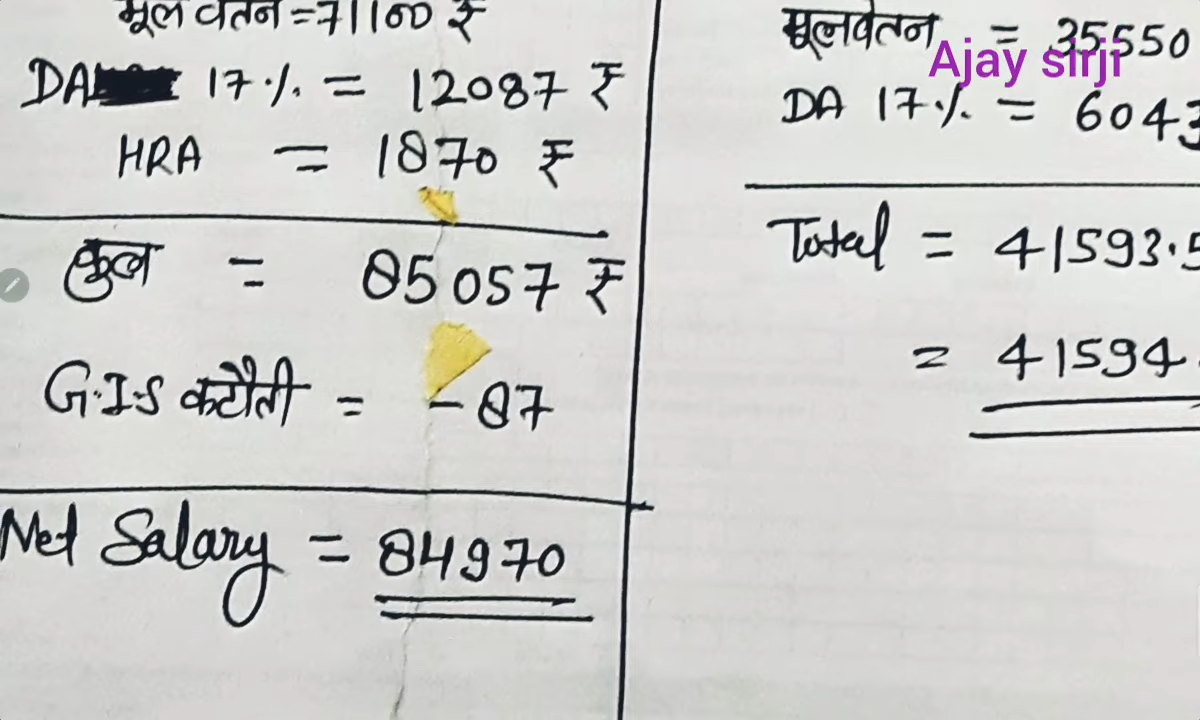 मूल वेतन = 71100 ₹
DA 17% = 12087 ₹
HRA = 1870 ₹
कुल = 85057 ₹
G.I.S कटौती = - 87
Net Salary = 84970
मूलवेतन = 35550
Ajay sirji
DA 17% = 6043
Total = 41593.5
= 41594.